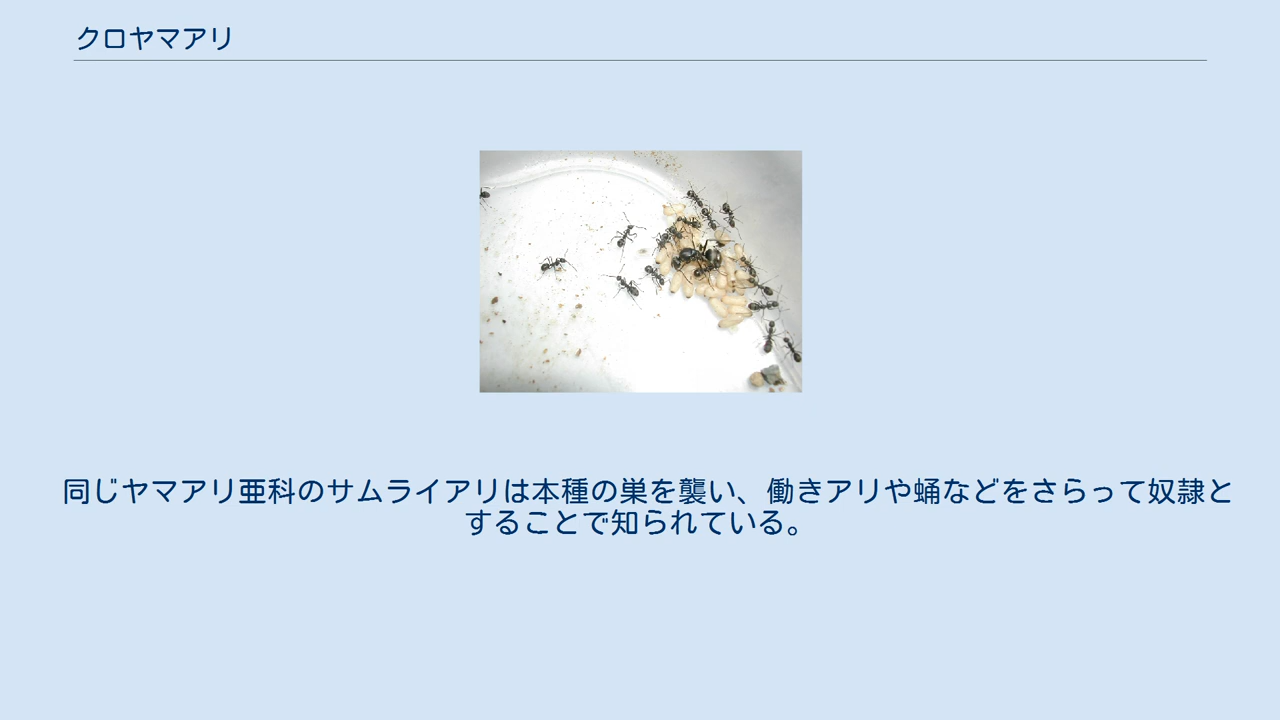 クロヤマアリ
同じヤマアリ亜科のサムライアリは本種の巣を襲い、働きアリや蛹などをさらって奴隷と
することで知られている。